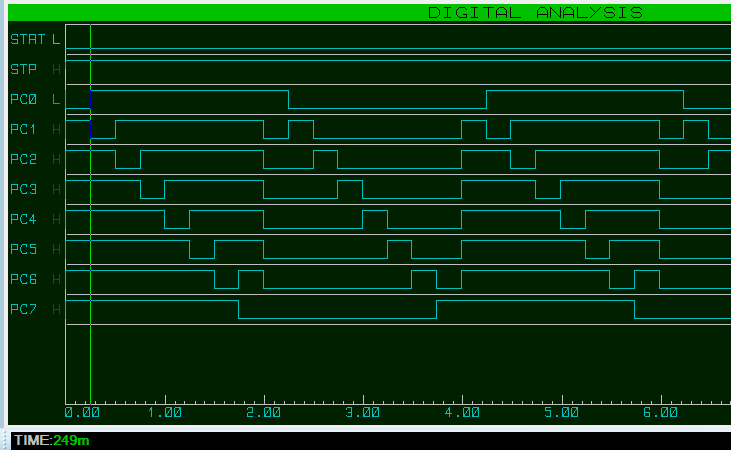 DIGITAL ANALYSIS
STRT L
STP H
PC0 L
PC1 H
PC2 H
PC3 H
PC4 H
PC5 H
PC6 H
PC7 H
0.00 1.00 2.00 3.00 4.00 5.00 6.00
TIME:249m